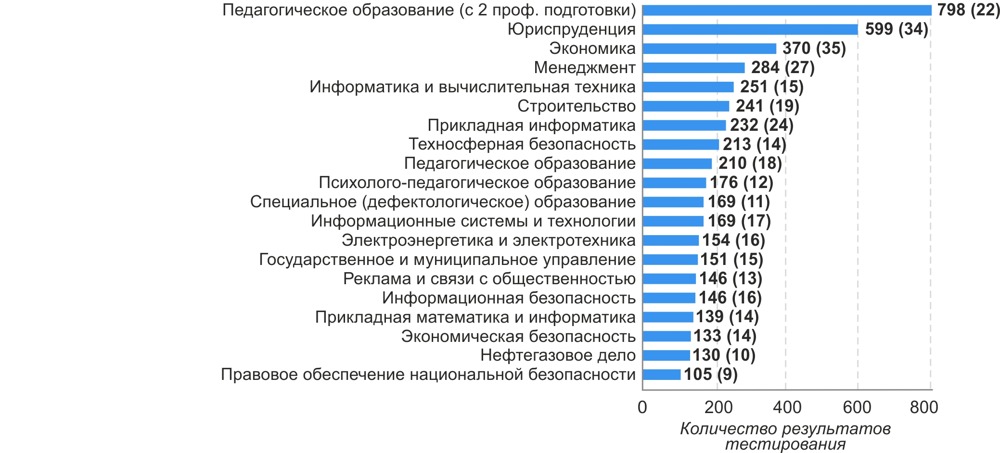 Педагогическое образование (с 2 проф. подготовки) 798 (22)
Юриспруденция 599 (34)
Экономика 370 (35)
Менеджмент 284 (27)
Информатика и вычислительная техника 251 (15)
Строительство 241 (19)
Прикладная информатика 232 (24)
Техносферная безопасность 213 (14)
Педагогическое образование 210 (18)
Психолого-педагогическое образование 176 (12)
Специальное (дефектологическое) образование 169 (11)
Информационные системы и технологии 169 (17)
Электроэнергетика и электротехника 154 (16)
Государственное и муниципальное управление 151 (15)
Реклама и связи с общественностью 146 (13)
Информационная безопасность 146 (16)
Прикладная математика и информатика 139 (14)
Экономическая безопасность 133 (14)
Нефтегазовое дело 130 (10)
Правовое обеспечение национальной безопасности 105 (9)
0 200 400 600 800
Количество результатов
тестирования